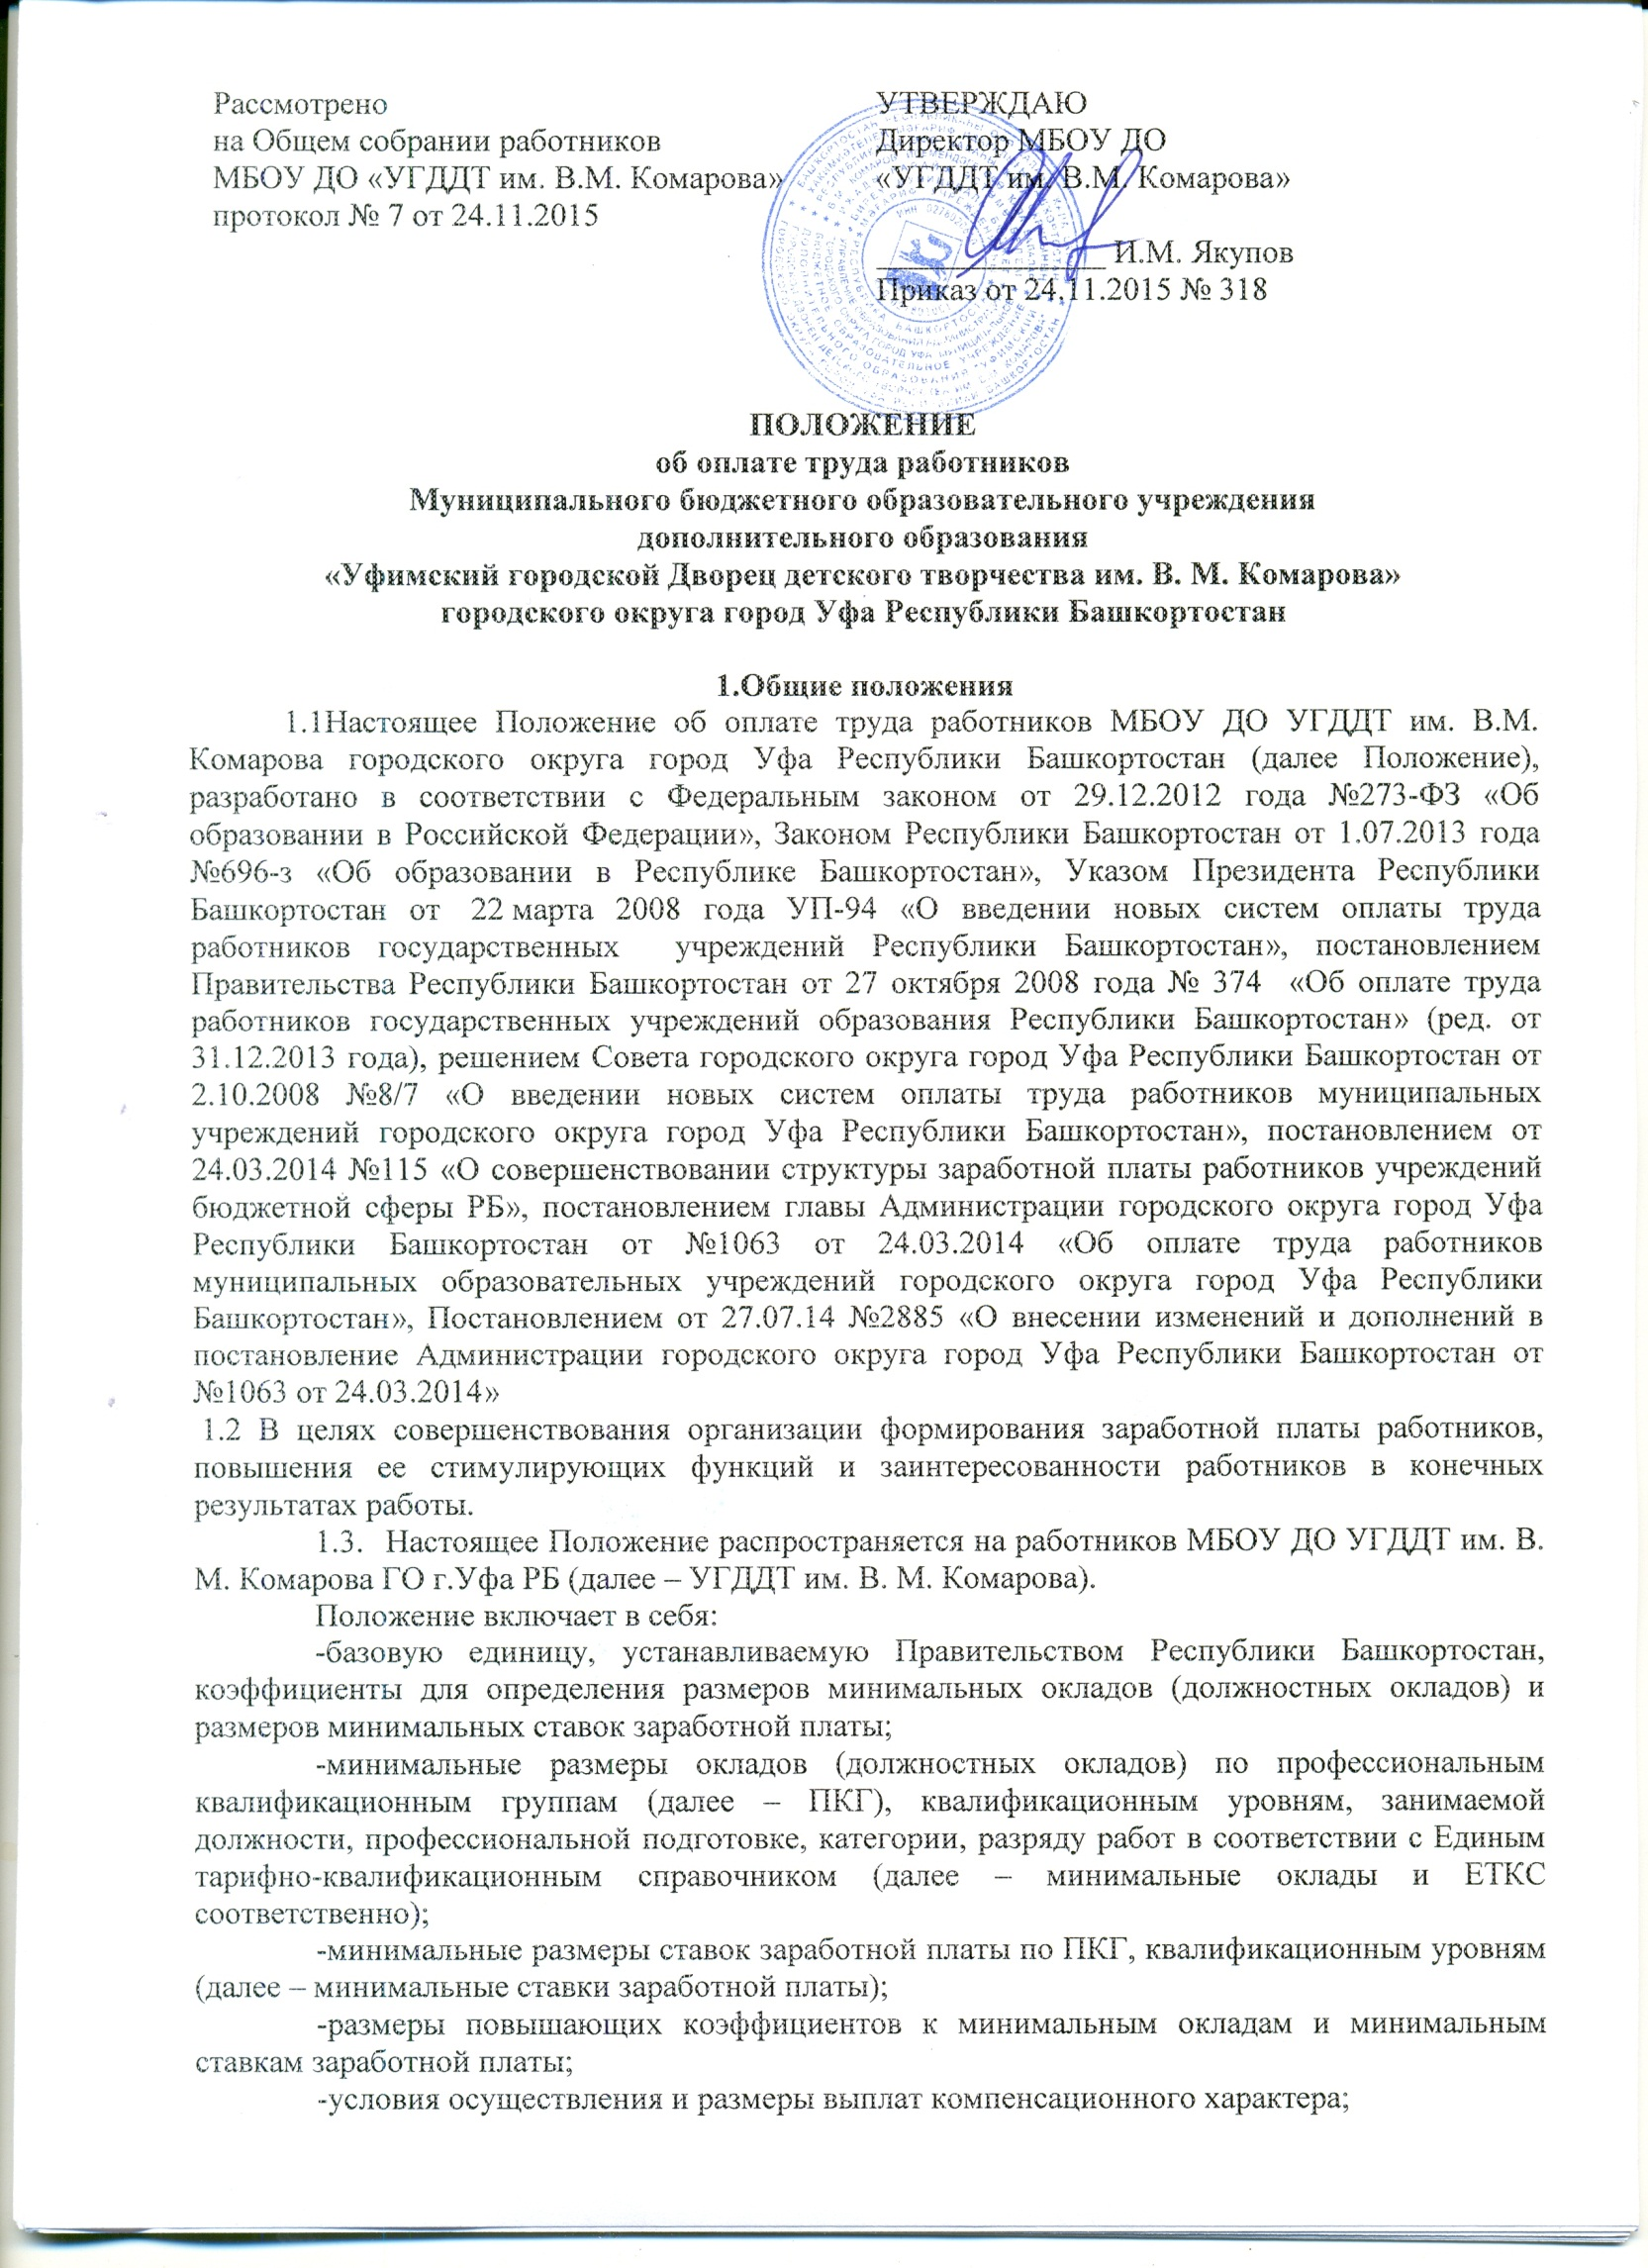 Рассмотрено
на Общем собрании работников
МБОУ ДО «УГДДТ им. В.М. Комарова»
протокол № 7 от 24.11.2015
УТВЕРЖДАЮ
Директор МБОУ ДО
«УГДДТ им. В.М. Комарова»
И.М. Якупов
Приказ от 24.11.2015 № 318
ПОЛОЖЕНИЕ
об оплате труда работников
Муниципального бюджетного образовательного учреждения
дополнительного образования
«Уфимский городской Дворец детского творчества им. В. М. Комарова»
городского округа город Уфа Республики Башкортостан
1.Общие положения
1.1Настоящее Положение об оплате труда работников МБОУ ДО УГДДТ им. В.М.
Комарова городского округа город Уфа Республики Башкортостан (далее Положение),
разработано в соответствии с Федеральным законом от 29.12.2012 года №273-ФЗ «Об
образовании в Российской Федерации», Законом Республики Башкортостан от 1.07.2013 года
№696-з «Об образовании в Республике Башкортостан», Указом Президента Республики
Башкортостан от 22 марта 2008 года УП-94 «О введении новых систем оплаты труда
работников государственных учреждений Республики Башкортостан», постановлением
Правительства Республики Башкортостан от 27 октября 2008 года № 374 «Об оплате труда
работников государственных учреждений образования Республики Башкортостан» (ред. от
31.12.2013 года), решением Совета городского округа город Уфа Республики Башкортостан от
2.10.2008 №8/7 «О введении новых систем оплаты труда работников муниципальных
учреждений городского округа город Уфа Республики Башкортостан», постановлением от
24.03.2014 №115 «О совершенствовании структуры заработной платы работников учреждений
бюджетной сферы РБ», постановлением главы Администрации городского округа город Уфа
Республики Башкортостан от №1063 от 24.03.2014 «Об оплате труда работников
муниципальных образовательных учреждений городского округа город Уфа Республики
Башкортостан», Постановлением от 27.07.14 №2885 «О внесении изменений и дополнений в
постановление Администрации городского округа город Уфа Республики Башкортостан от
№1063 от 24.03.2014»
1.2 В целях совершенствования организации формирования заработной платы работников,
повышения ее стимулирующих функций и заинтересованности работников в конечных
результатах работы.
1.3. Настоящее Положение распространяется на работников МБОУ ДО УГДДТ им. В.
М. Комарова ГО г.Уфа РБ (далее – УГДДТ им. В. М. Комарова).
Положение включает в себя:
-базовую единицу, устанавливаемую Правительством Республики Башкортостан,
коэффициенты для определения размеров минимальных окладов (должностных окладов) и
размеров минимальных ставок заработной платы;
-минимальные размеры окладов (должностных окладов) по профессиональным
квалификационным группам (далее – ПКГ), квалификационным уровням, занимаемой
должности, профессиональной подготовке, категории, разряду работ в соответствии с Единым
тарифно-квалификационным справочником (далее – минимальные оклады и ЕТКС
соответственно);
-минимальные размеры ставок заработной платы по ПКГ, квалификационным уровням
(далее – минимальные ставки заработной платы);
-размеры повышающих коэффициентов к минимальным окладам и минимальным
ставкам заработной платы;
-условия осуществления и размеры выплат компенсационного характера;